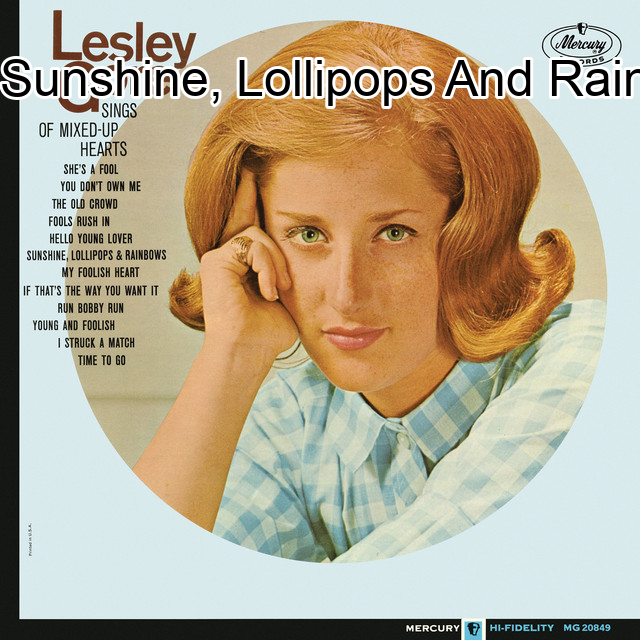 Lesley
Sunshine, Lollipops And Rain
Mercury
SINGS
OF MIXED-UP
HEARTS
SHE'S A FOOL
YOU DON'T OWN ME
THE OLD CROWD
FOOLS RUSH IN
HELLO YOUNG LOVER
SUNSHINE, LOLLIPOPS & RAINBOWS
MY FOOLISH HEART
IF THAT'S THE WAY YOU WANT IT
RUN BOBBY RUN
YOUNG AND FOOLISH
I STRUCK A MATCH
TIME TO GO
Printed in U.S.A.
MERCURY HI-FIDELITY MG 20849